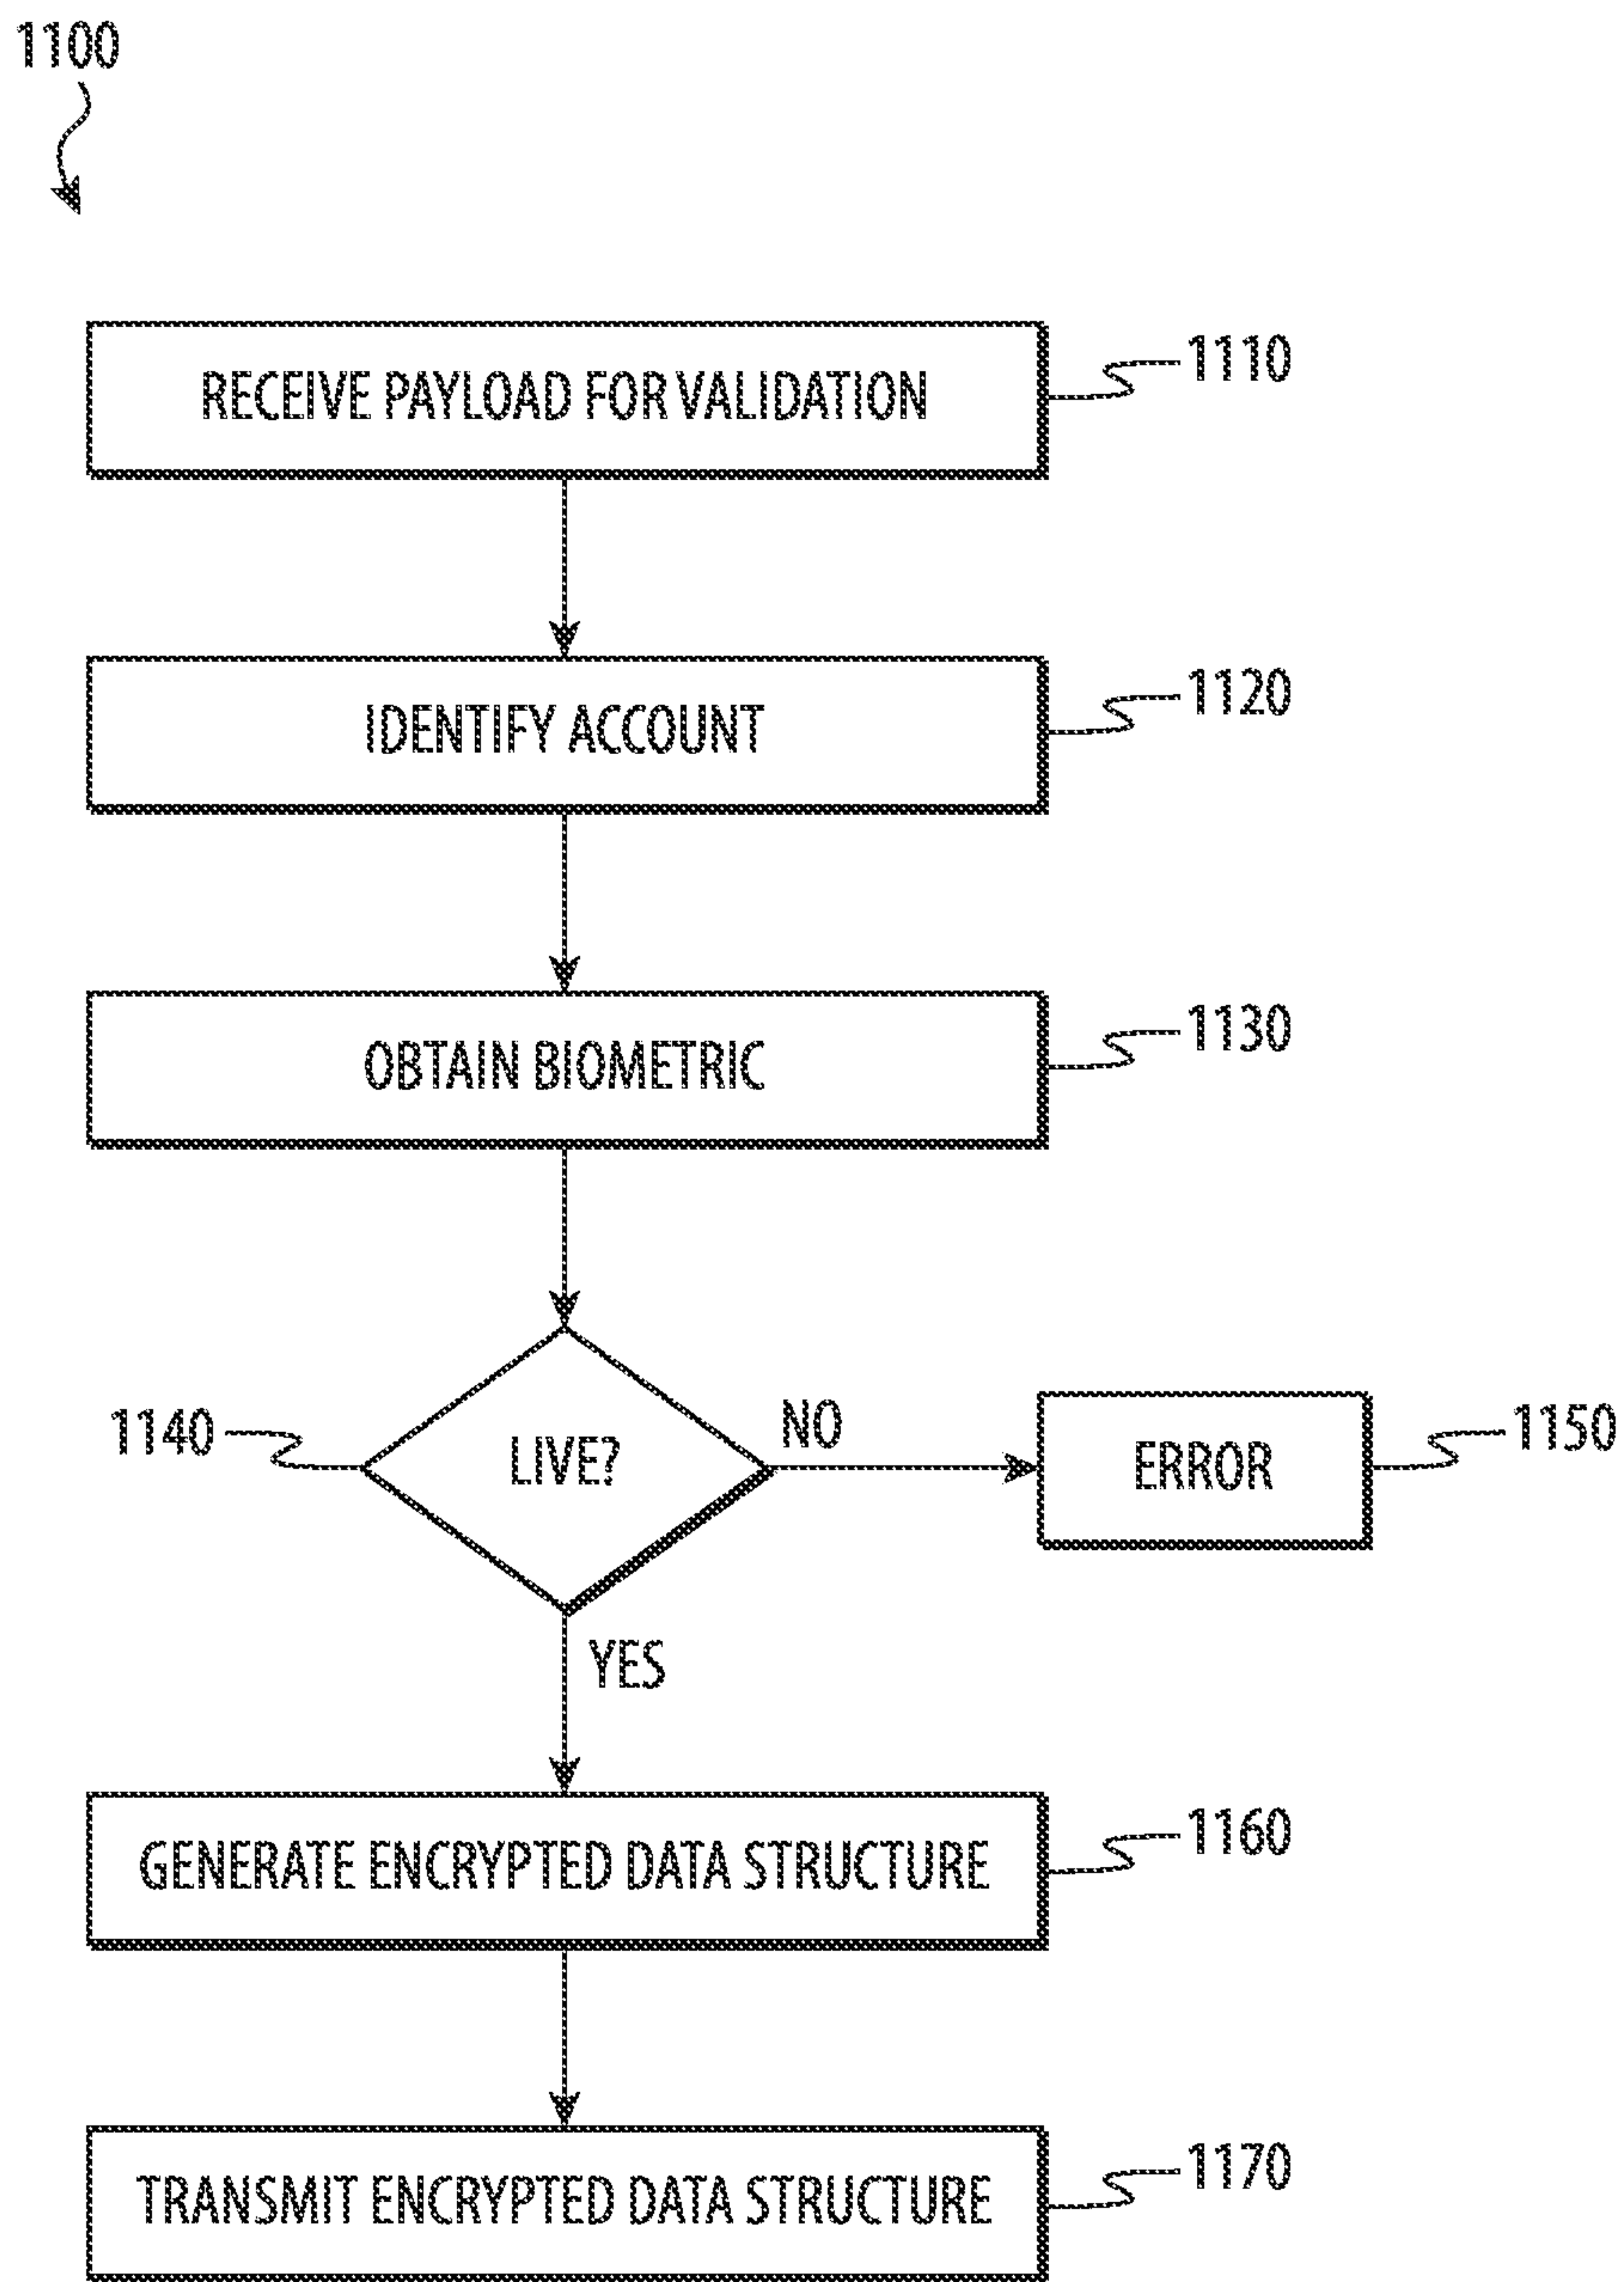 1100
RECEIVE PAYLOAD FOR VALIDATION
1110
IDENTIFY ACCOUNT
1120
OBTAIN BIOMETRIC
1130
1140
LIVE?
NO
ERROR
1150
YES
GENERATE ENCRYPTED DATA STRUCTURE
1160
TRANSMIT ENCRYPTED DATA STRUCTURE
1170